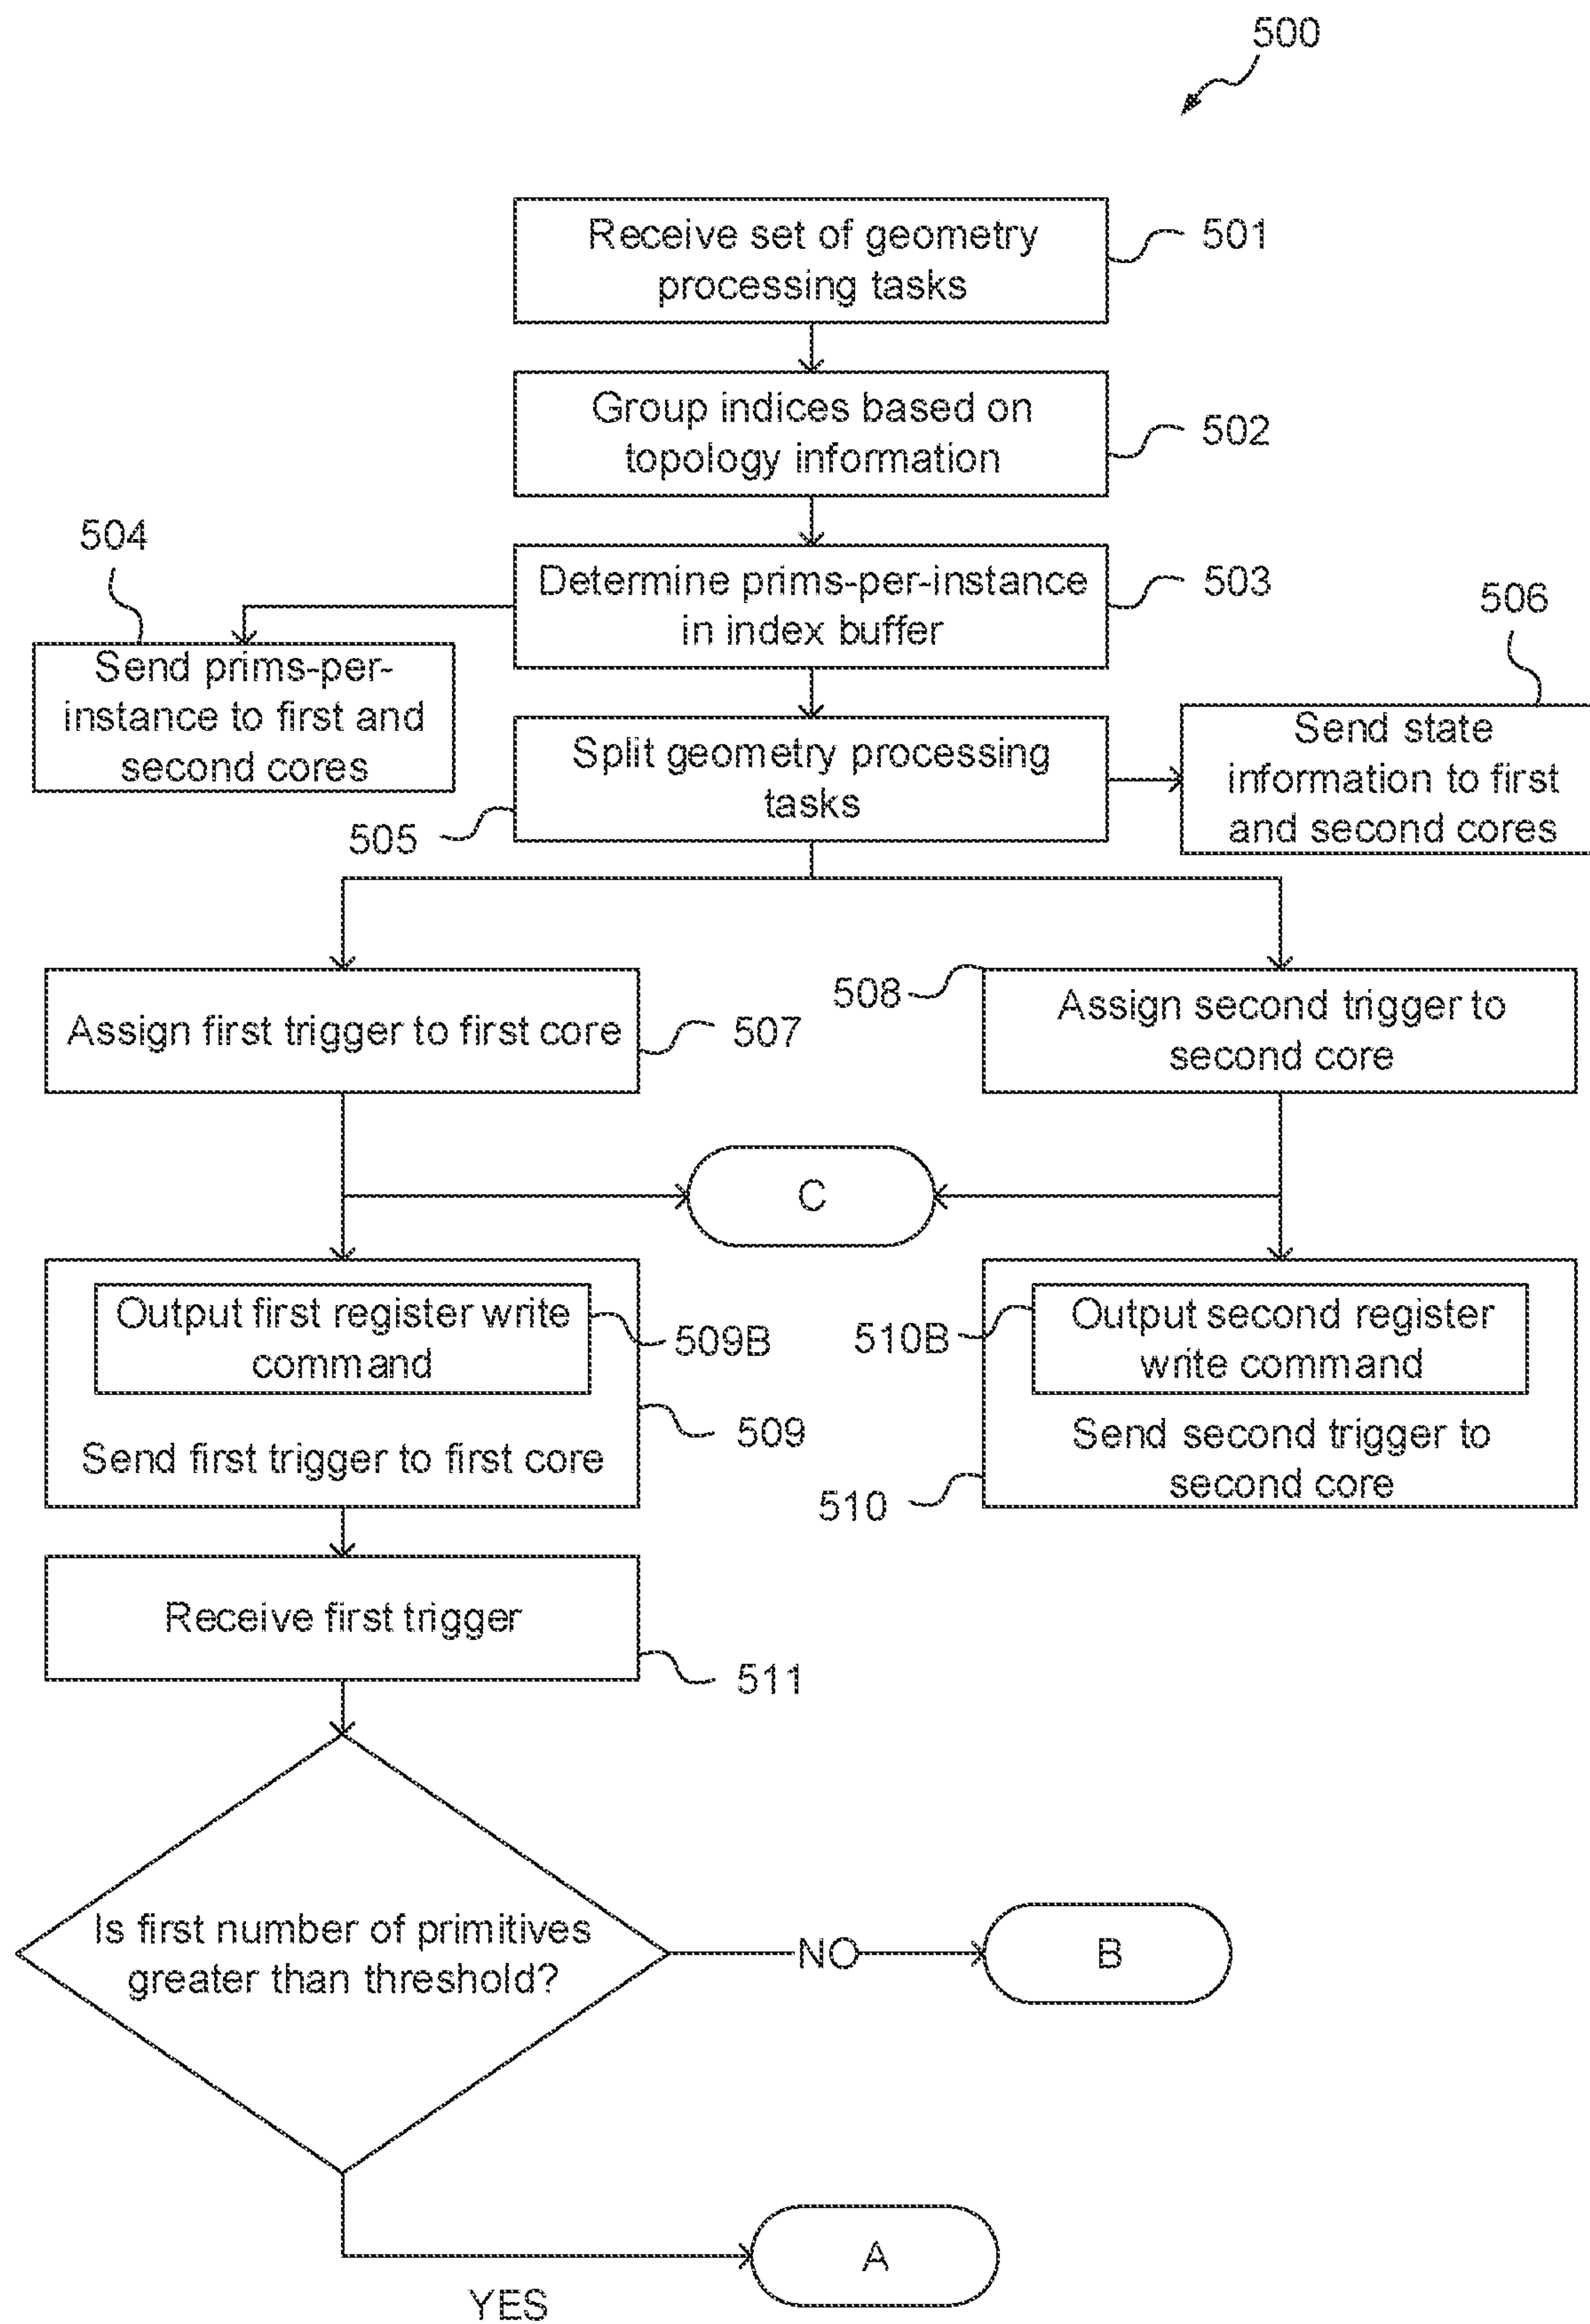 500
Receive set of geometry
processing tasks
501
Group indices based on
topology information
502
504
Determine prims-per-instance
in index buffer
503
506
Send prims-per-
instance to first and
second cores
Split geometry processing
tasks
505
Send state
information to first
and second cores
Assign first trigger to first core
507
508
Assign second trigger to
second core
C
Output first register write
command
509B
Send first trigger to first core
509
510B
Output second register
write command
Send second trigger to
second core
510
Receive first trigger
511
Is first number of primitives
greater than threshold?
NO
B
YES
A